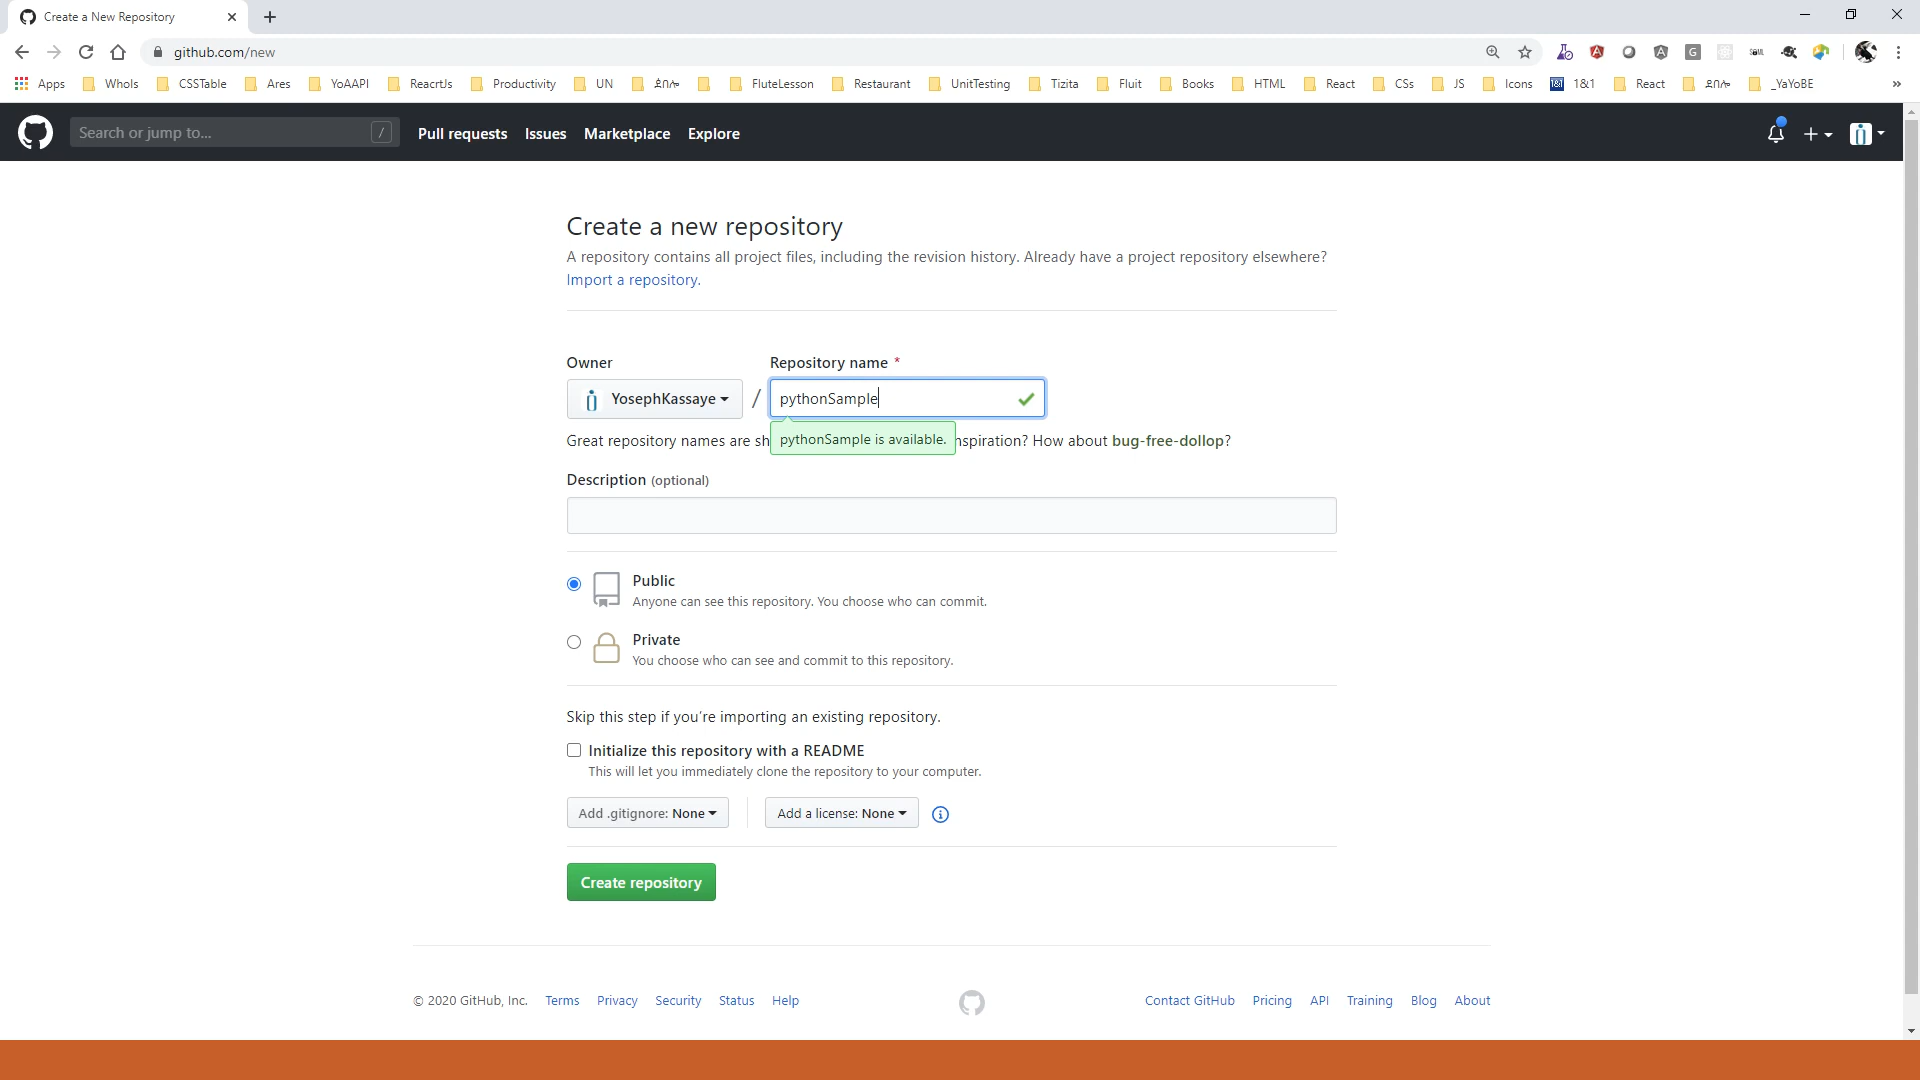 Create a New Repository
github.com/new
Apps WhoIs CSSTable Ares YoAAPI ReacrtJs Productivity UN FluteLesson Restaurant UnitTesting Tizita Fluit Books HTML React CSs JS Icons 1&1 React _YaYoBE »
Search or jump to... /
Pull requests Issues Marketplace Explore
Create a new repository
A repository contains all project files, including the revision history. Already have a project repository elsewhere?
Import a repository.
Owner Repository name *
YosephKassaye / pythonSample
Great repository names are sh
pythonSample is available.
nspiration? How about bug-free-dollop?
Description (optional)
Public
Anyone can see this repository. You choose who can commit.
Private
You choose who can see and commit to this repository.
Skip this step if you're importing an existing repository.
Initialize this repository with a README
This will let you immediately clone the repository to your computer.
Add .gitignore: None Add a license: None
Create repository
© 2020 GitHub, Inc. Terms Privacy Security Status Help Contact GitHub Pricing API Training Blog About